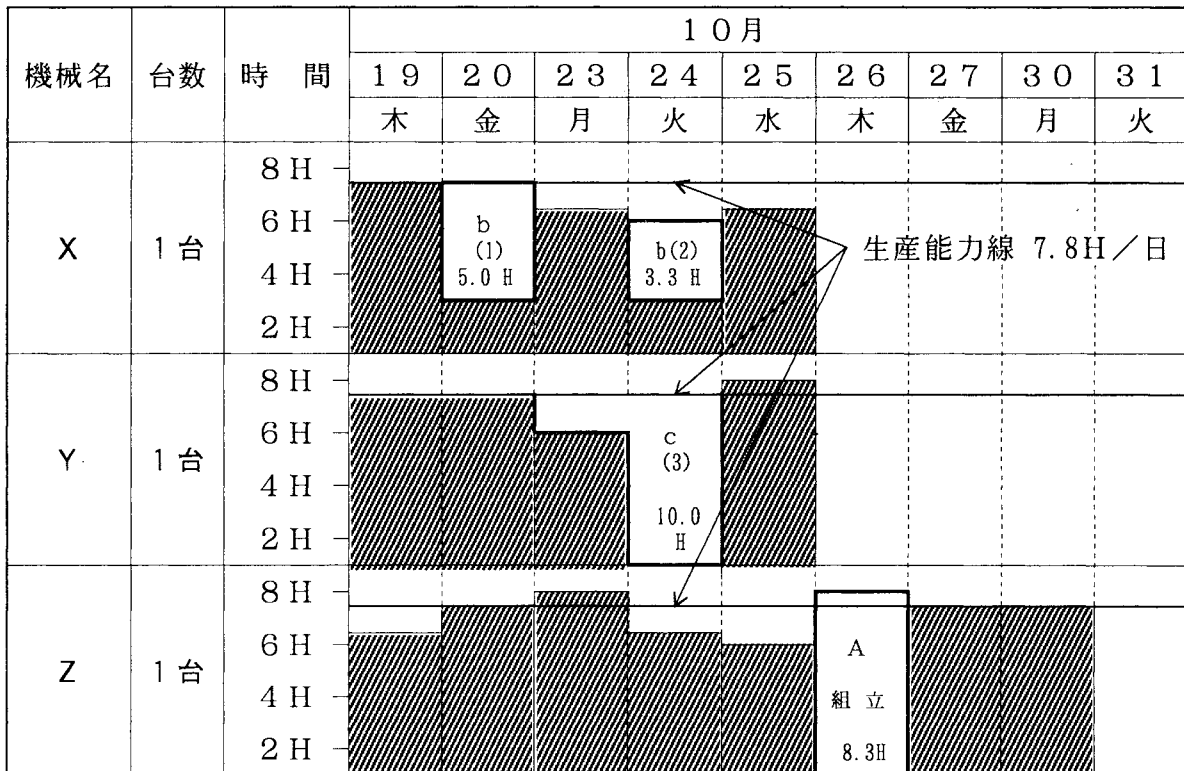 10月
機械名 台数 時 間 19 20 23 24 25 26 27 30 31
木 金 月 火 水 木 金 月 火
X 1台 8H 6H 4H 2H
b
(1)
5.0 H
b(2)
3.3 H
生産能力線 7.8H/日
Y 1台 8H 6H 4H 2H
c
(3)
10.0
H
Z 1台 8H 6H 4H 2H
A
組 立
8.3H